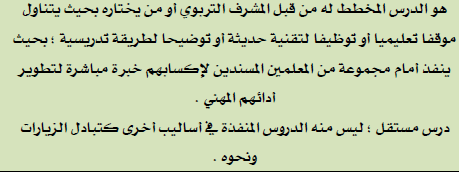 هو الدرس المخطط له من قبل المشرف التربوي أو من يختاره بحيث يتناول
موقفا تعليميا أو توظيفا لتقنية حديثة أو توضيحا لطريقة تدريسية ؛ بحيث
ينفذ أمام مجموعة من المعلمين المسندين لإكسابهم خبرة مباشرة لتطوير
أدائهم المهني .
درس مستقل ؛ ليس منه الدروس المنفذة في أساليب أخرى كتبادل الزيارات
ونحوه .